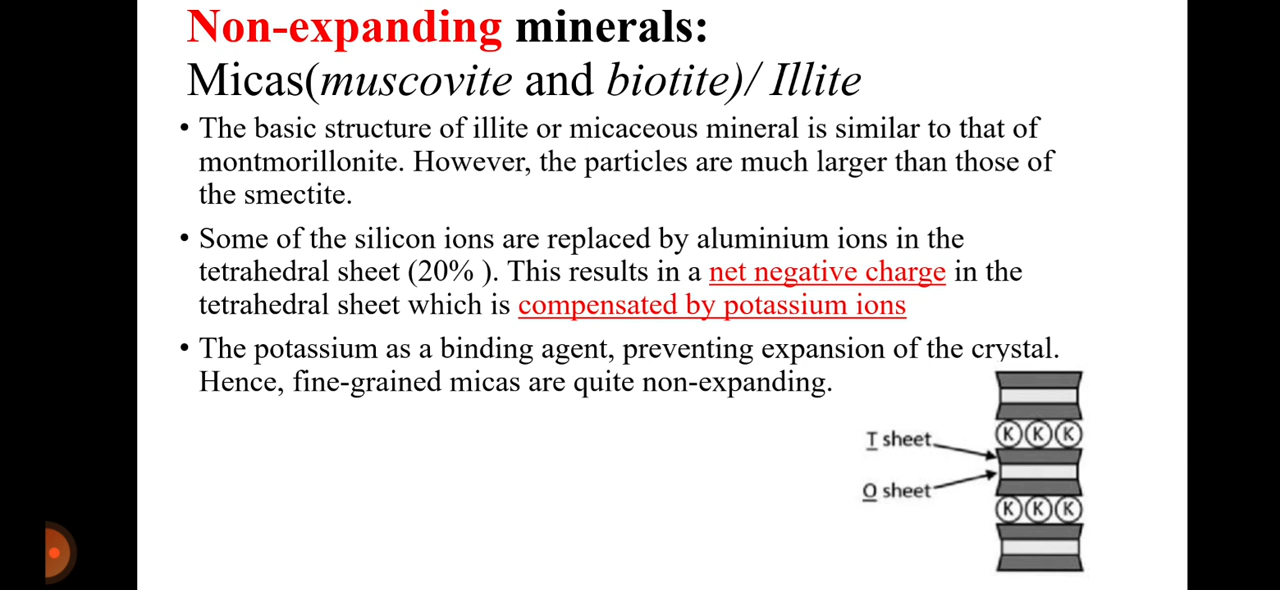 Non-expanding minerals:
Micas(muscovite and biotite)/ Illite
• The basic structure of illite or micaceous mineral is similar to that of
montmorillonite. However, the particles are much larger than those of
the smectite.
• Some of the silicon ions are replaced by aluminium ions in the
tetrahedral sheet (20% ). This results in a net negative charge in the
tetrahedral sheet which is compensated by potassium ions
• The potassium as a binding agent, preventing expansion of the crystal.
Hence, fine-grained micas are quite non-expanding.
K K K
T sheet
O sheet
K K K